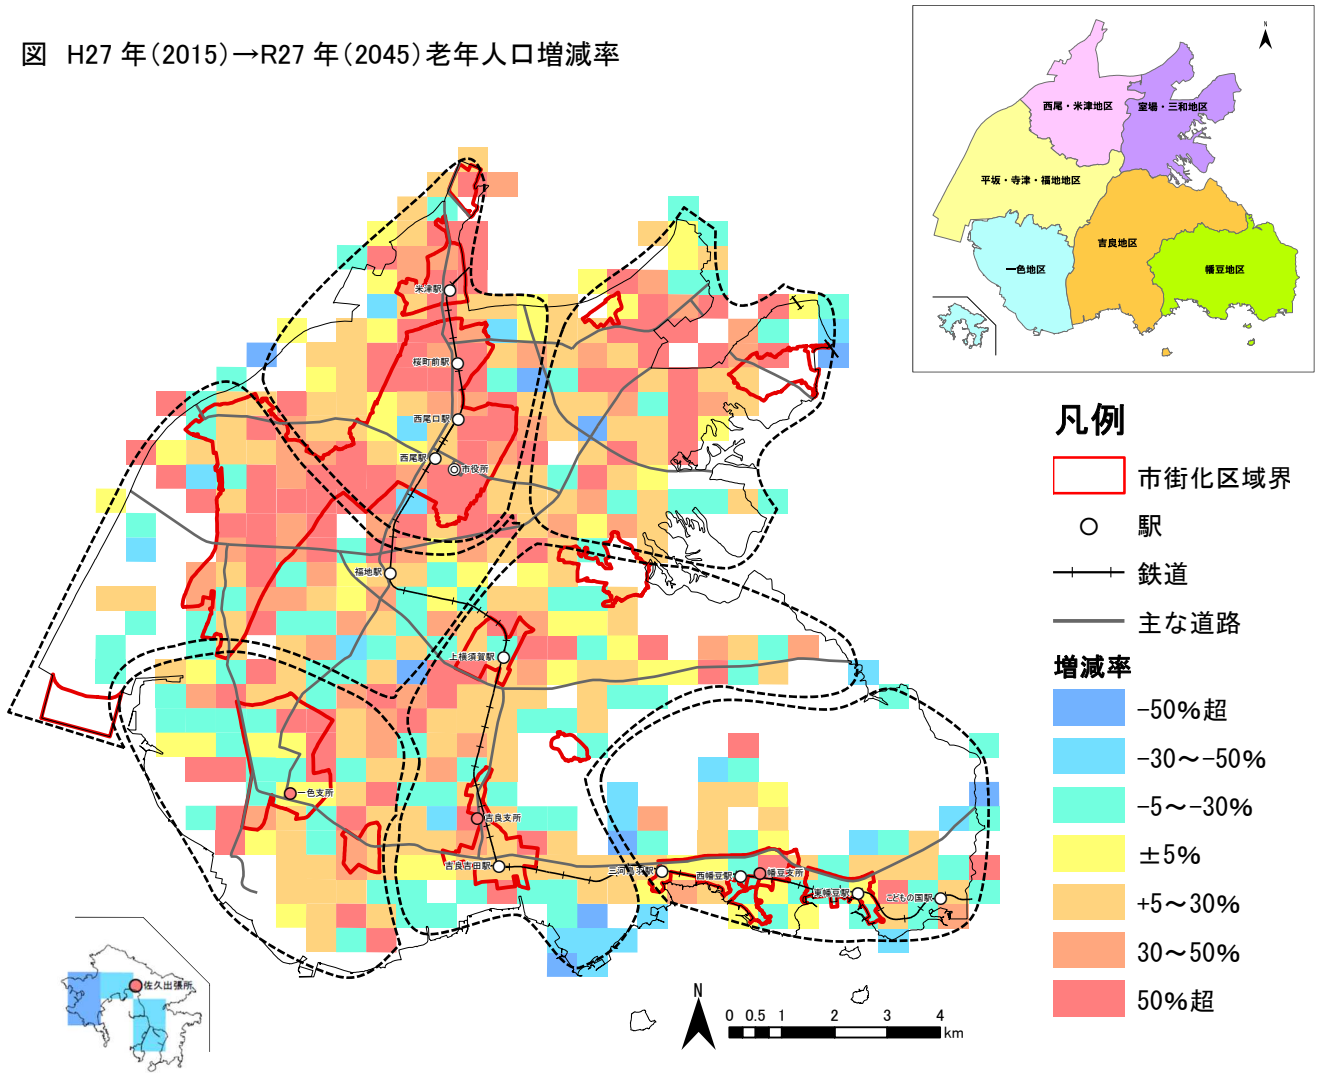 図 H27 年(2015)→R27 年(2045)老年人口増減率
N
西尾・米津地区
室場・三和地区
平坂・寺津・福地地区
吉良地区
一色地区
幡豆地区
米津駅
桜町前駅
西尾口駅
西尾駅
市役所
福地駅
上横須賀駅
一色支所
吉良支所
吉良吉田駅
三河鳥羽駅
西幡豆駅
幡豆支所
東幡豆駅
こどもの国駅
佐久出張所
凡例
市街化区域界
駅
鉄道
主な道路
増減率
-50%超
-30～-50%
-5～-30%
±5%
+5～30%
30～50%
50%超
N
0 0.5 1 2 3 4
km